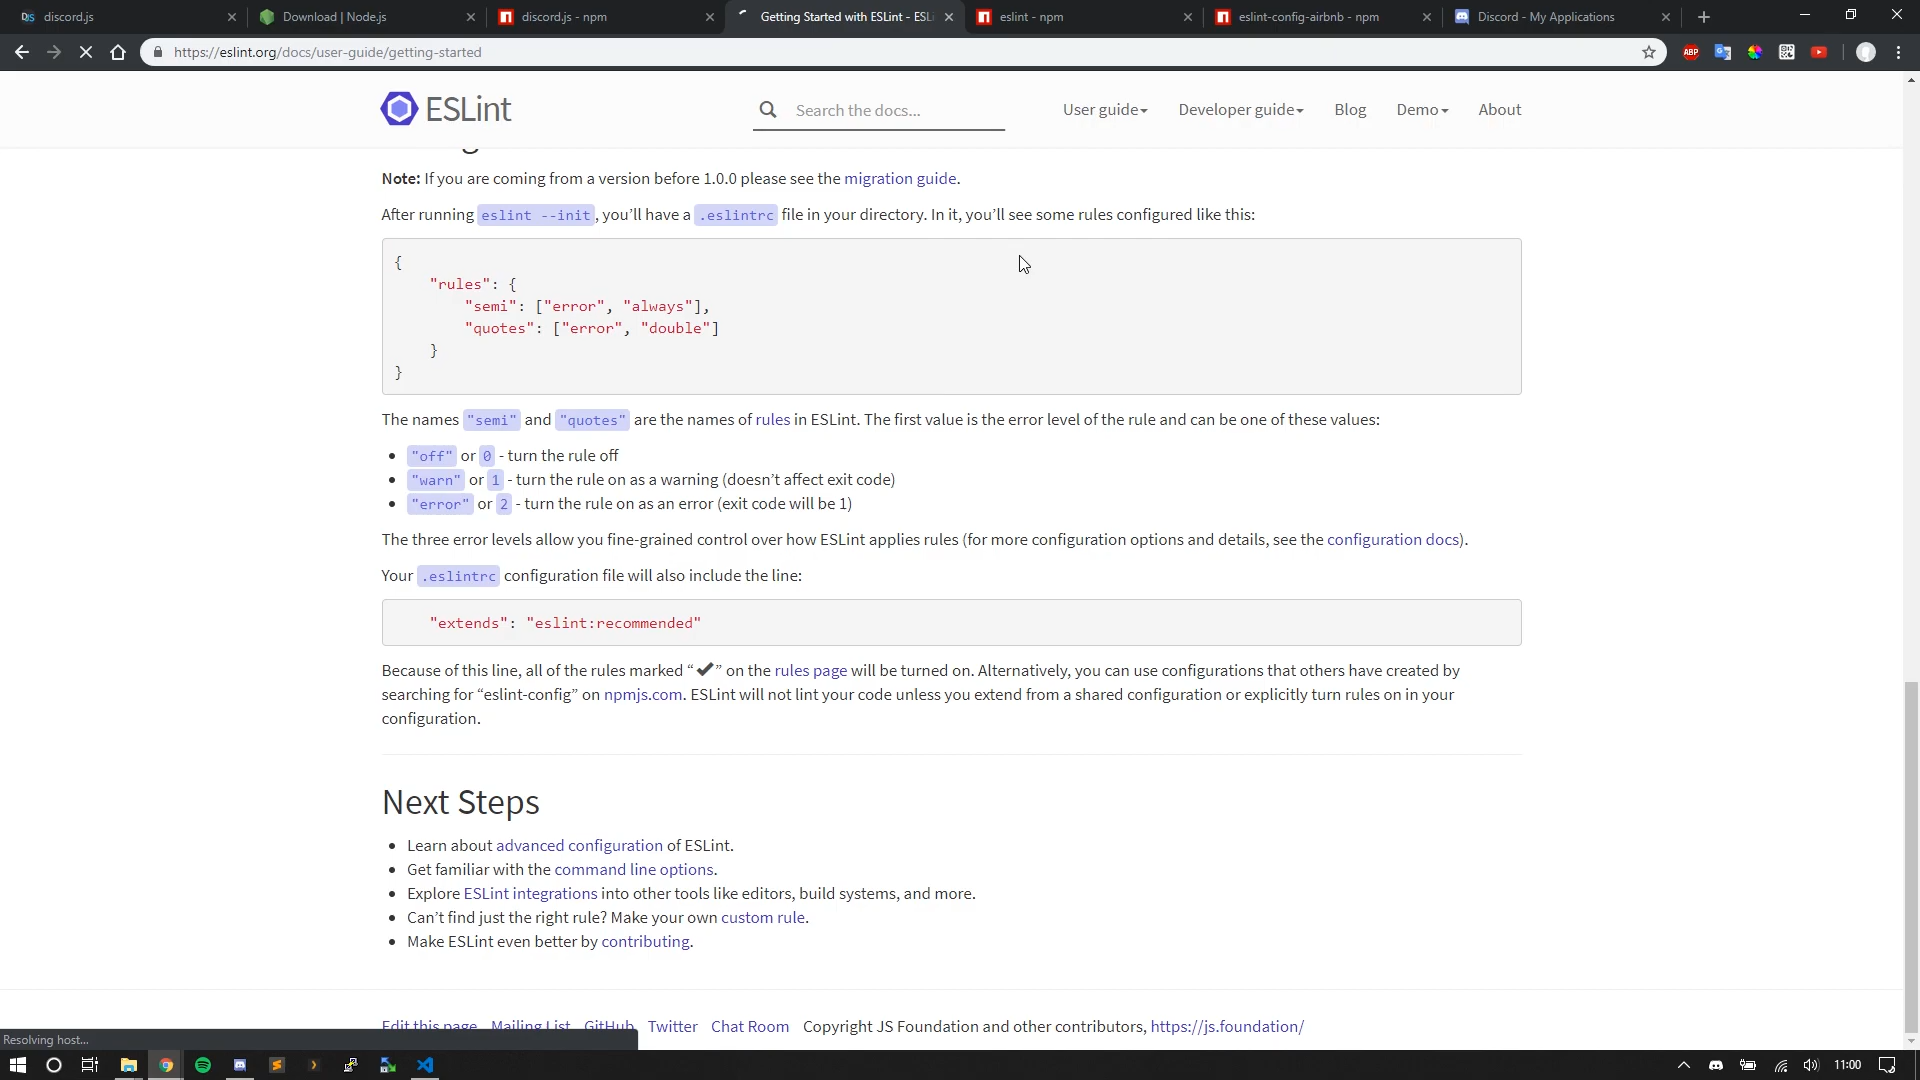 discord.js
Download | Node.js
discord.js - npm
Getting Started with ESLint - ESLi
eslint - npm
eslint-config-airbnb - npm
Discord - My Applications
https://eslint.org/docs/user-guide/getting-started
ABP
ESLint
Search the docs...
User guide
Developer guide
Blog
Demo
About
Note: If you are coming from a version before 1.0.0 please see the migration guide.
After running eslint --init, you’ll have a .eslintrc file in your directory. In it, you’ll see some rules configured like this:
{
"rules": {
"semi": ["error", "always"],
"quotes": ["error", "double"]
}
}
The names "semi" and "quotes" are the names of rules in ESLint. The first value is the error level of the rule and can be one of these values:
• "off" or 0 - turn the rule off
• "warn" or 1 - turn the rule on as a warning (doesn’t affect exit code)
• "error" or 2 - turn the rule on as an error (exit code will be 1)
The three error levels allow you fine-grained control over how ESLint applies rules (for more configuration options and details, see the configuration docs).
Your .eslintrc configuration file will also include the line:
"extends": "eslint:recommended"
Because of this line, all of the rules marked “✔” on the rules page will be turned on. Alternatively, you can use configurations that others have created by
searching for “eslint-config” on npmjs.com. ESLint will not lint your code unless you extend from a shared configuration or explicitly turn rules on in your
configuration.
Next Steps
• Learn about advanced configuration of ESLint.
• Get familiar with the command line options.
• Explore ESLint integrations into other tools like editors, build systems, and more.
• Can’t find just the right rule? Make your own custom rule.
• Make ESLint even better by contributing.
Edit this page Mailing List GitHub Twitter Chat Room Copyright JS Foundation and other contributors, https://js.foundation/
Resolving host...
11:00